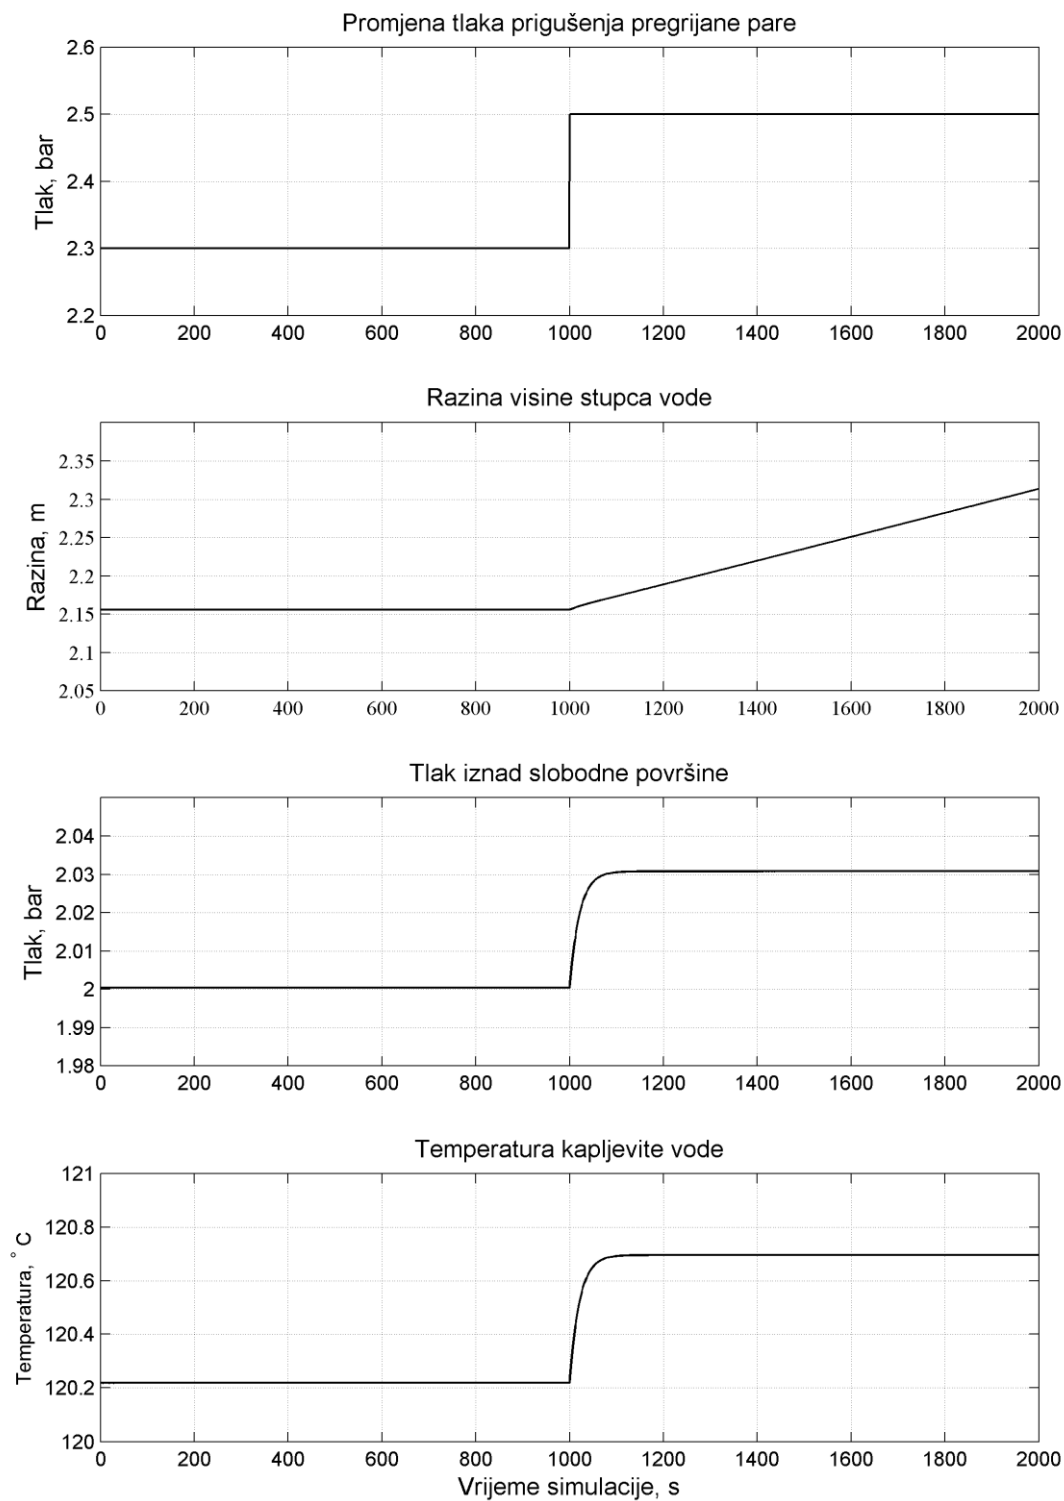 Promjena tlaka prigušenja pregrijane pare
2.6
2.5
2.4
2.3
2.2
Tlak, bar
0 200 400 600 800 1000 1200 1400 1600 1800 2000
Razina visine stupca vode
2.35
2.3
2.25
2.2
2.15
2.1
2.05
Razina, m
0 200 400 600 800 1000 1200 1400 1600 1800 2000
Tlak iznad slobodne površine
2.04
2.03
2.02
2.01
2
1.99
1.98
Tlak, bar
0 200 400 600 800 1000 1200 1400 1600 1800 2000
Temperatura kapljevite vode
121
120.8
120.6
120.4
120.2
120
Temperatura, °C
0 200 400 600 800 1000 1200 1400 1600 1800 2000
Vrijeme simulacije, s